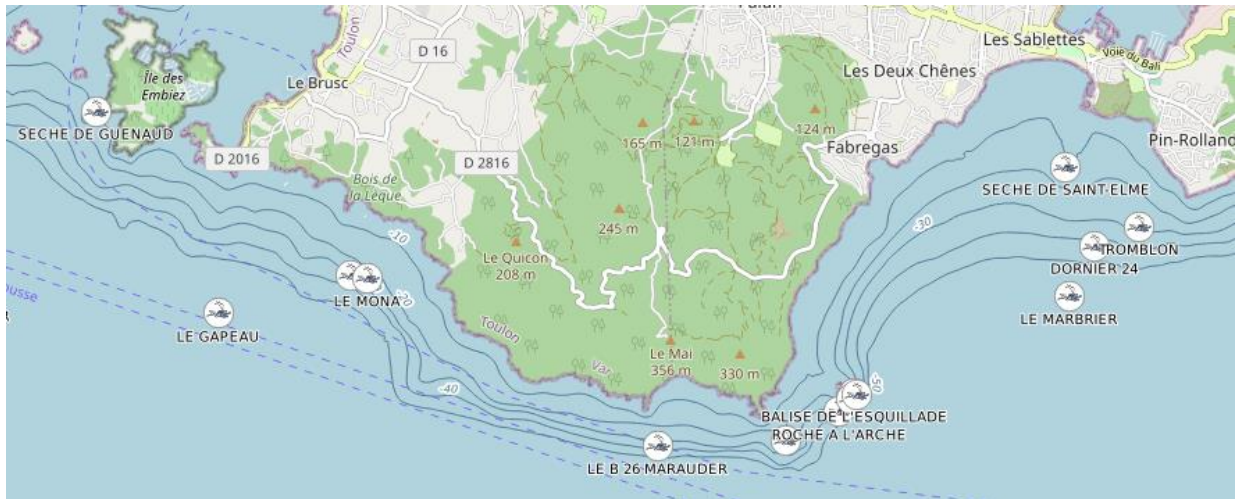 Les Sablettes
D 16
Toulon
Voie du Bali
Île des
Embiez
Le Brusc
Les Deux Chênes
SECHE DE GUENAUD
165 m
121 m
124 m
Fabregas
Pin-Rolland
D 2016
D 2816
Bois de
la Lèque
SECHE DE SAINT-ELME
-10
245 m
-30
Le Quicon
208 m
TROMBLON
DORNIER 24
LE MONA
-20
LE GAPEAU
LE MARBRIER
Toulon
Var
Le Mai
356 m
330 m
-40
-50
BALISE DE L'ESQUILLADE
ROCHE A L'ARCHE
LE B 26 MARAUDER